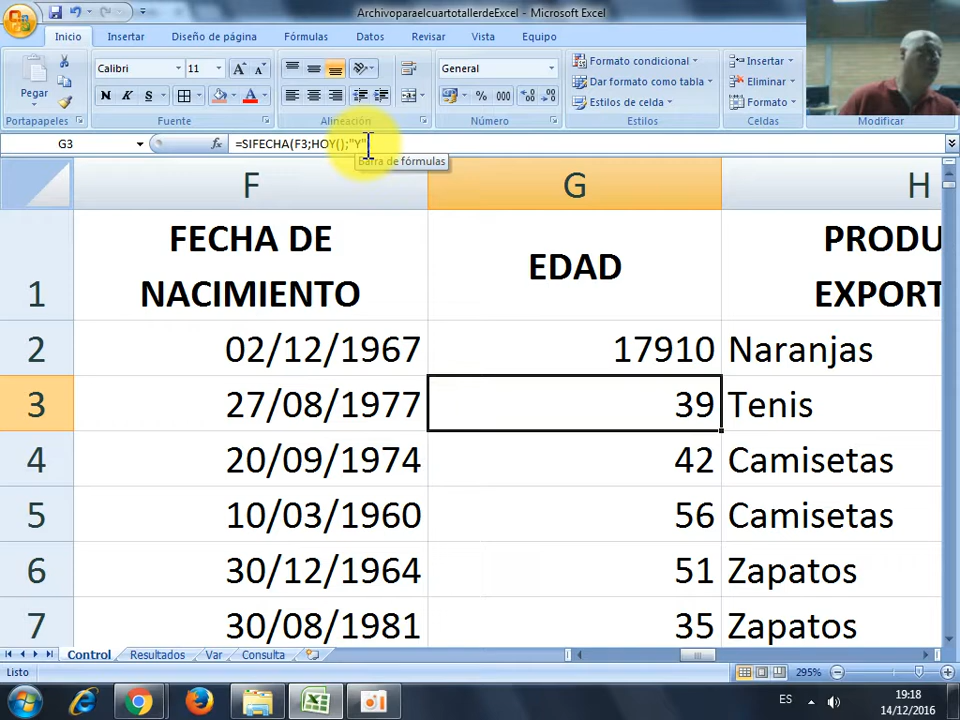 ArchivoparaelcuartotallerdeExcel - Microsoft Excel
Inicio Insertar Diseño de página Fórmulas Datos Revisar Vista Equipo
Pegar
Calibri 11
N K S
General
% 000
Formato condicional
Dar formato como tabla
Estilos de celda
Insertar
Eliminar
Formato
Portapapeles Fuente Alineación Número Estilos Celdas Modificar
G3 fx =SIFECHA(F3;HOY();"Y"
Barra de fórmulas
F G H
1 FECHA DE NACIMIENTO EDAD PRODU EXPORT
2 02/12/1967 17910 Naranjas
3 27/08/1977 39 Tenis
4 20/09/1974 42 Camisetas
5 10/03/1960 56 Camisetas
6 30/12/1964 51 Zapatos
7 30/08/1981 35 Zapatos
Control Resultados Var Consulta
Listo 295%
ES 19:18
14/12/2016